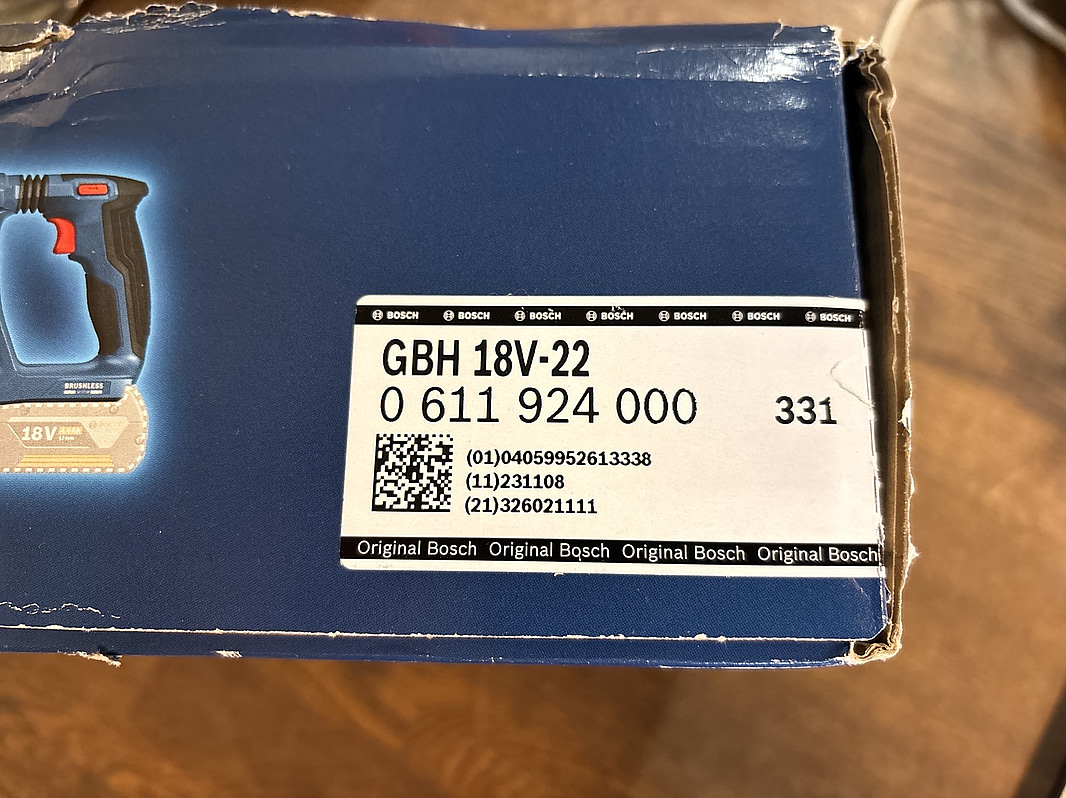 BRUSHLESS
18V
BOSCH BOSCH BOSCH BOSCH BOSCH BOSCH BOSCH
GBH 18V-22
0 611 924 000 331
(01)04059952613338
(11)231108
(21)326021111
Original Bosch Original Bosch Original Bosch Original Bosch